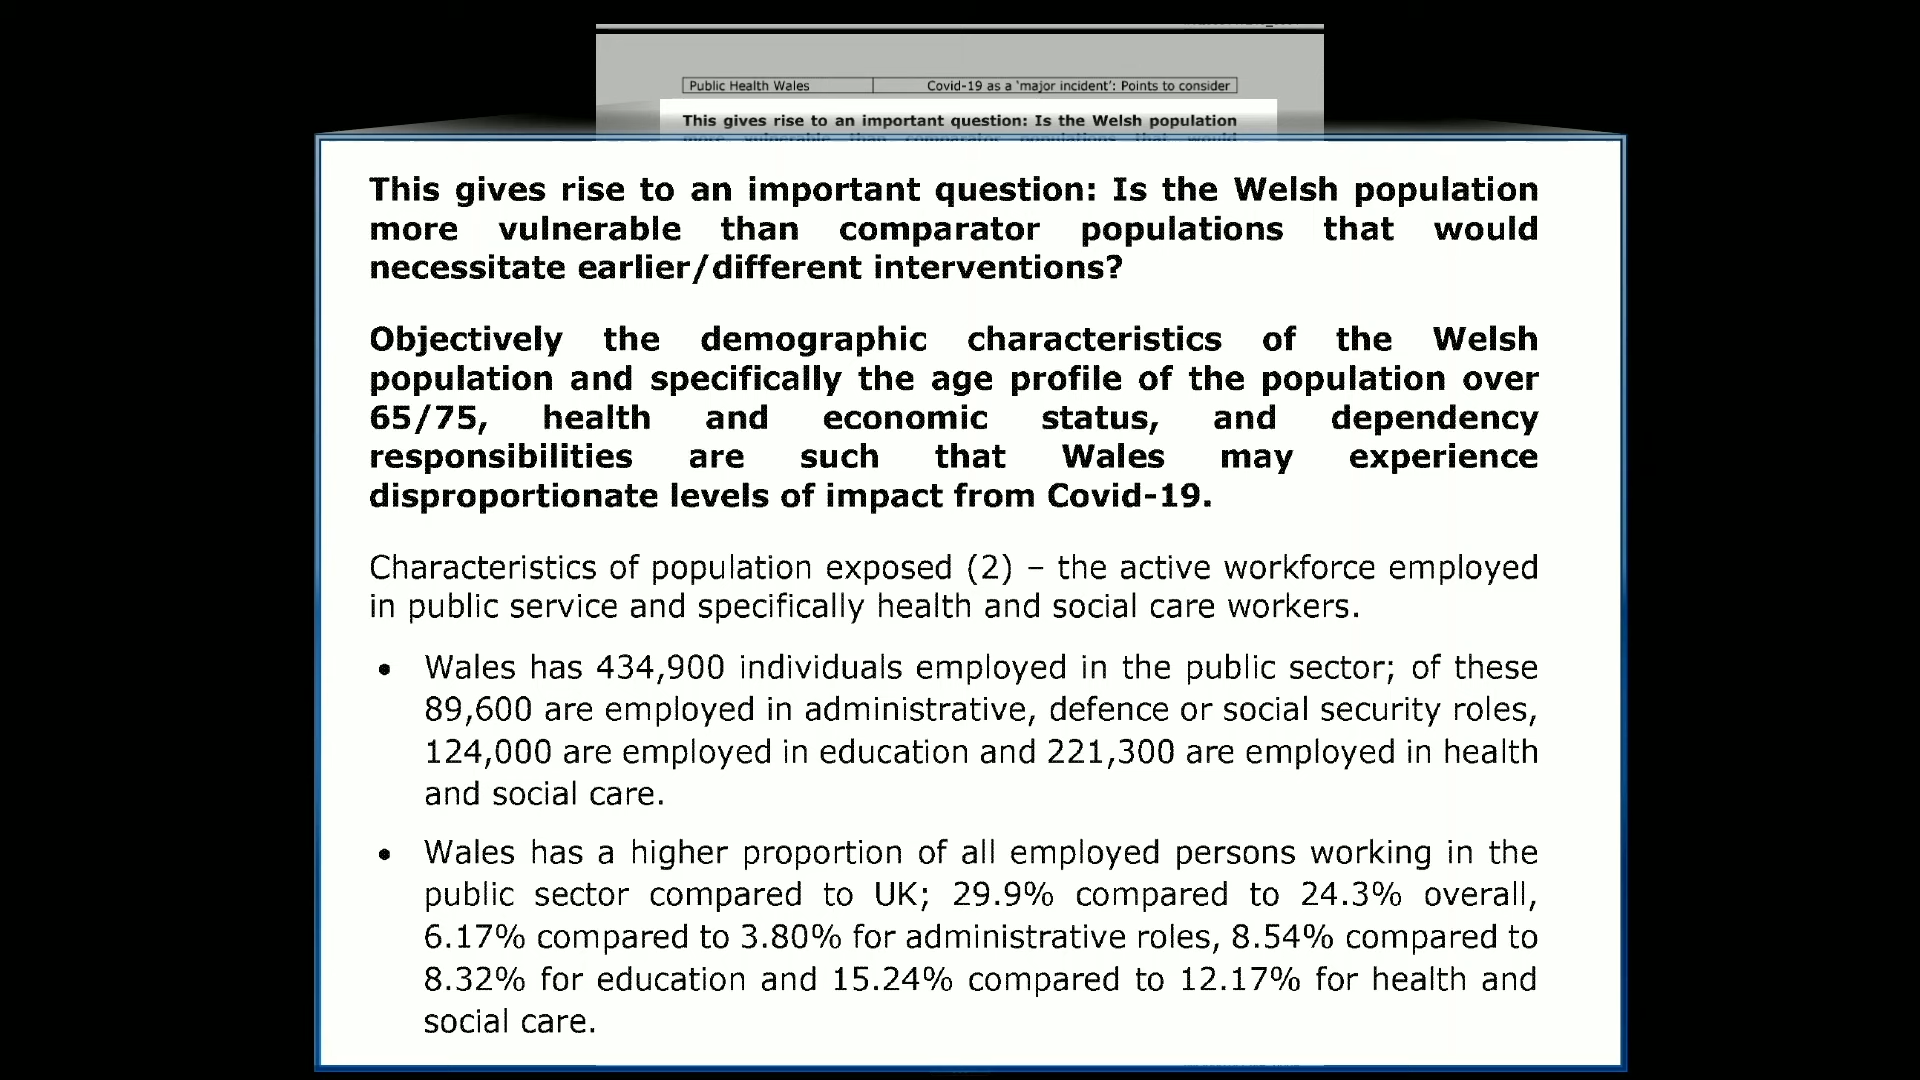 Public Health Wales
Covid-19 as a 'major incident': Points to consider
This gives rise to an important question: Is the Welsh population
more vulnerable than comparator populations that would
This gives rise to an important question: Is the Welsh population
more vulnerable than comparator populations that would
necessitate earlier/different interventions?
Objectively the demographic characteristics of the Welsh
population and specifically the age profile of the population over
65/75, health and economic status, and dependency
responsibilities are such that Wales may experience
disproportionate levels of impact from Covid-19.
Characteristics of population exposed (2) – the active workforce employed
in public service and specifically health and social care workers.
• Wales has 434,900 individuals employed in the public sector; of these
89,600 are employed in administrative, defence or social security roles,
124,000 are employed in education and 221,300 are employed in health
and social care.
• Wales has a higher proportion of all employed persons working in the
public sector compared to UK; 29.9% compared to 24.3% overall,
6.17% compared to 3.80% for administrative roles, 8.54% compared to
8.32% for education and 15.24% compared to 12.17% for health and
social care.